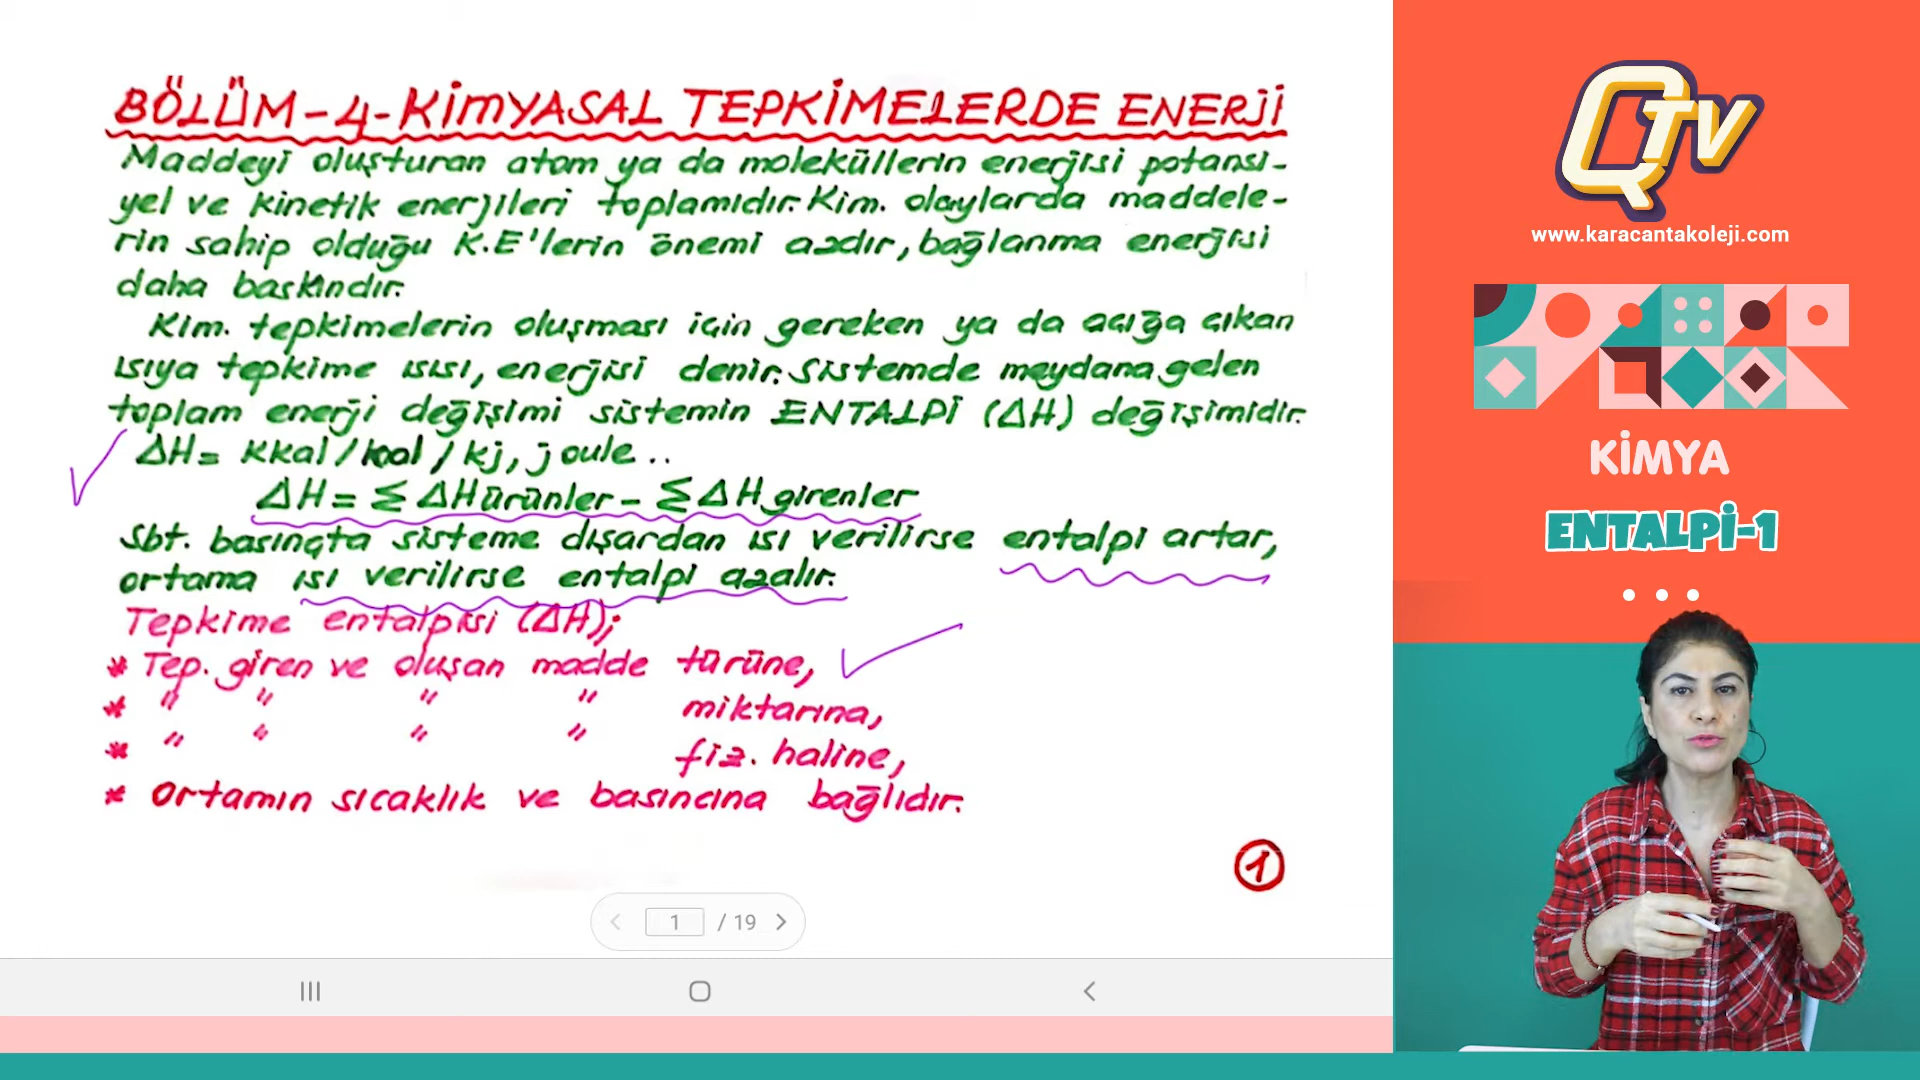 BÖLÜM-4-KİMYASAL TEPKİMELERDE ENERJİ
Maddeyi oluşturan atom ya da moleküllerin enerjisi potansi-
yel ve kinetik enerjileri toplamıdır. Kim. olaylarda maddele-
rin sahip olduğu K.E'lerin önemi azdır, bağlanma enerjisi
daha baskındır.
Kim. tepkimelerin oluşması için gereken ya da açığa çıkan
ısıya tepkime ısısı, enerjisi denir. Sistemde meydana gelen
toplam enerji değişimi sistemin ENTALPİ (ΔH) değişimidir.
ΔH = kkal / kal / kj, joule ..
ΔH = Σ ΔHürünler - Σ ΔH girenler
Sbt. basınçta sisteme dışardan ısı verilirse entalpi artar,
ortama ısı verilirse entalpi azalır.
Tepkime entalpisi (ΔH);
* Tep. giren ve oluşan madde türüne,
* " " " " miktarına,
* " " " " fiz. haline,
* Ortamın sıcaklık ve basıncına bağlıdır.
1
1 / 19
QTV
www.karacantakoleji.com
KİMYA
ENTALPİ-1